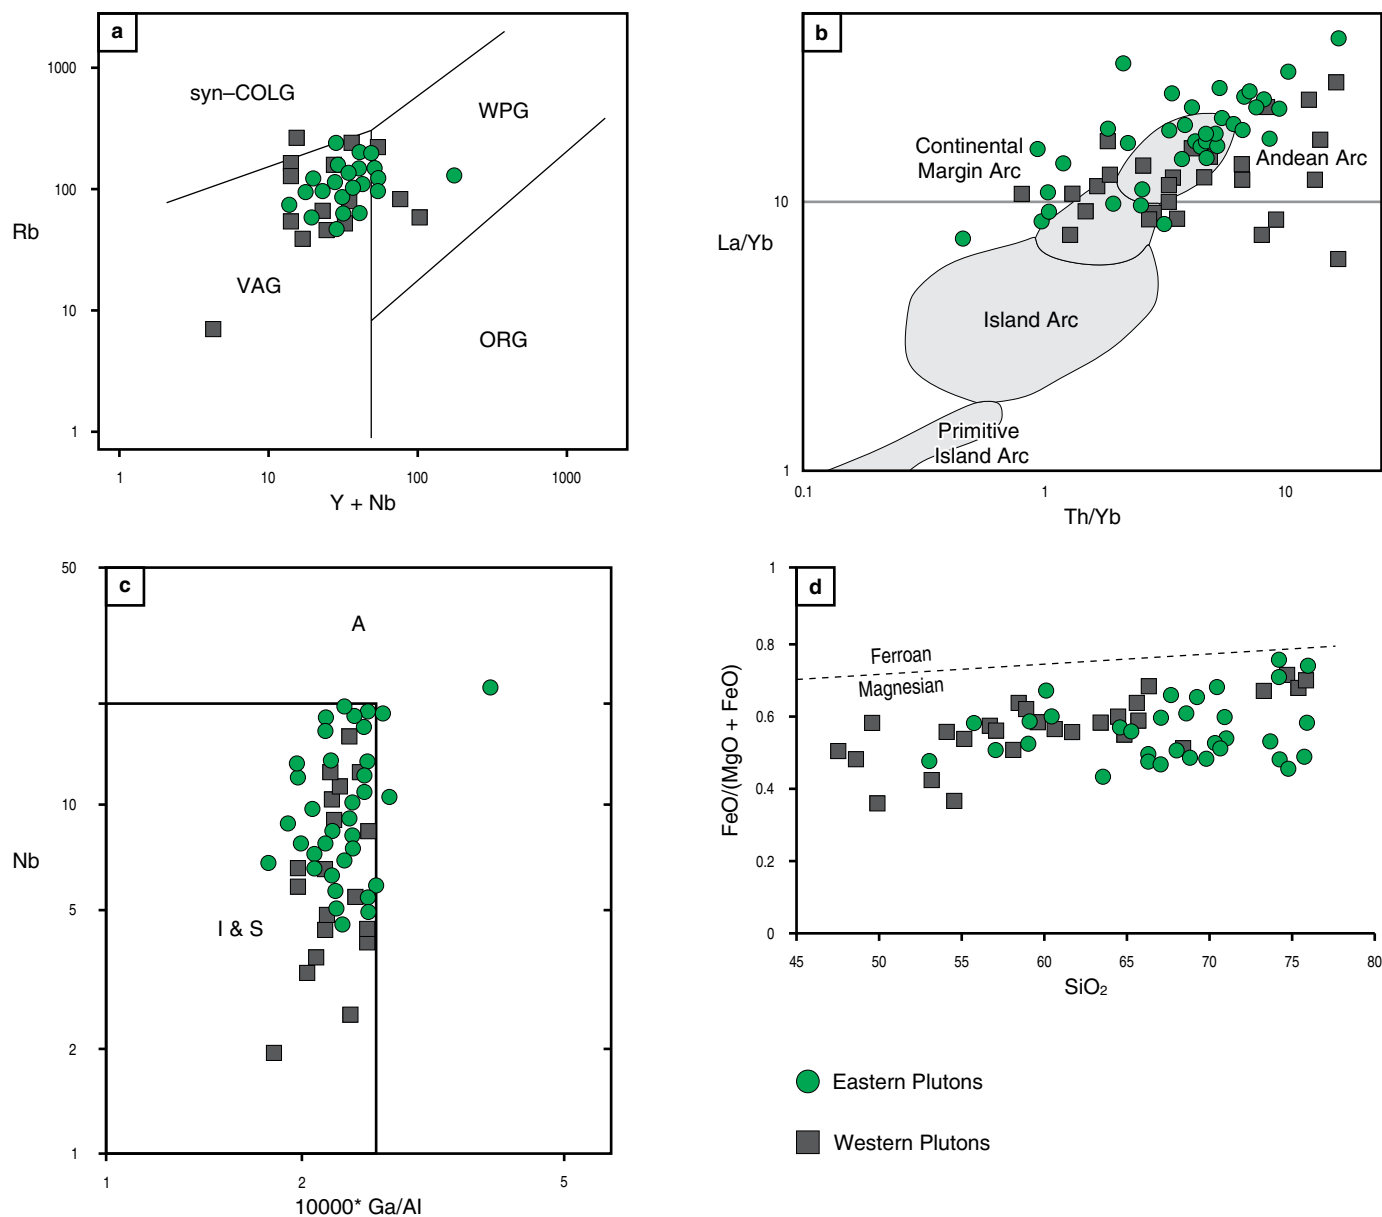 a
1000
100
10
1
Rb
syn–COLG
WPG
VAG
ORG
1
10
100
1000
Y + Nb
b
Continental
Margin Arc
Andean Arc
Island Arc
Primitive
Island Arc
10
1
La/Yb
0.1
1
10
Th/Yb
c
50
10
5
2
1
Nb
A
I & S
1
2
5
10000* Ga/Al
d
1
0.8
0.6
0.4
0.2
0
FeO/(MgO + FeO)
Ferroan
Magnesian
45
50
55
60
65
70
75
80
SiO₂
Eastern Plutons
Western Plutons